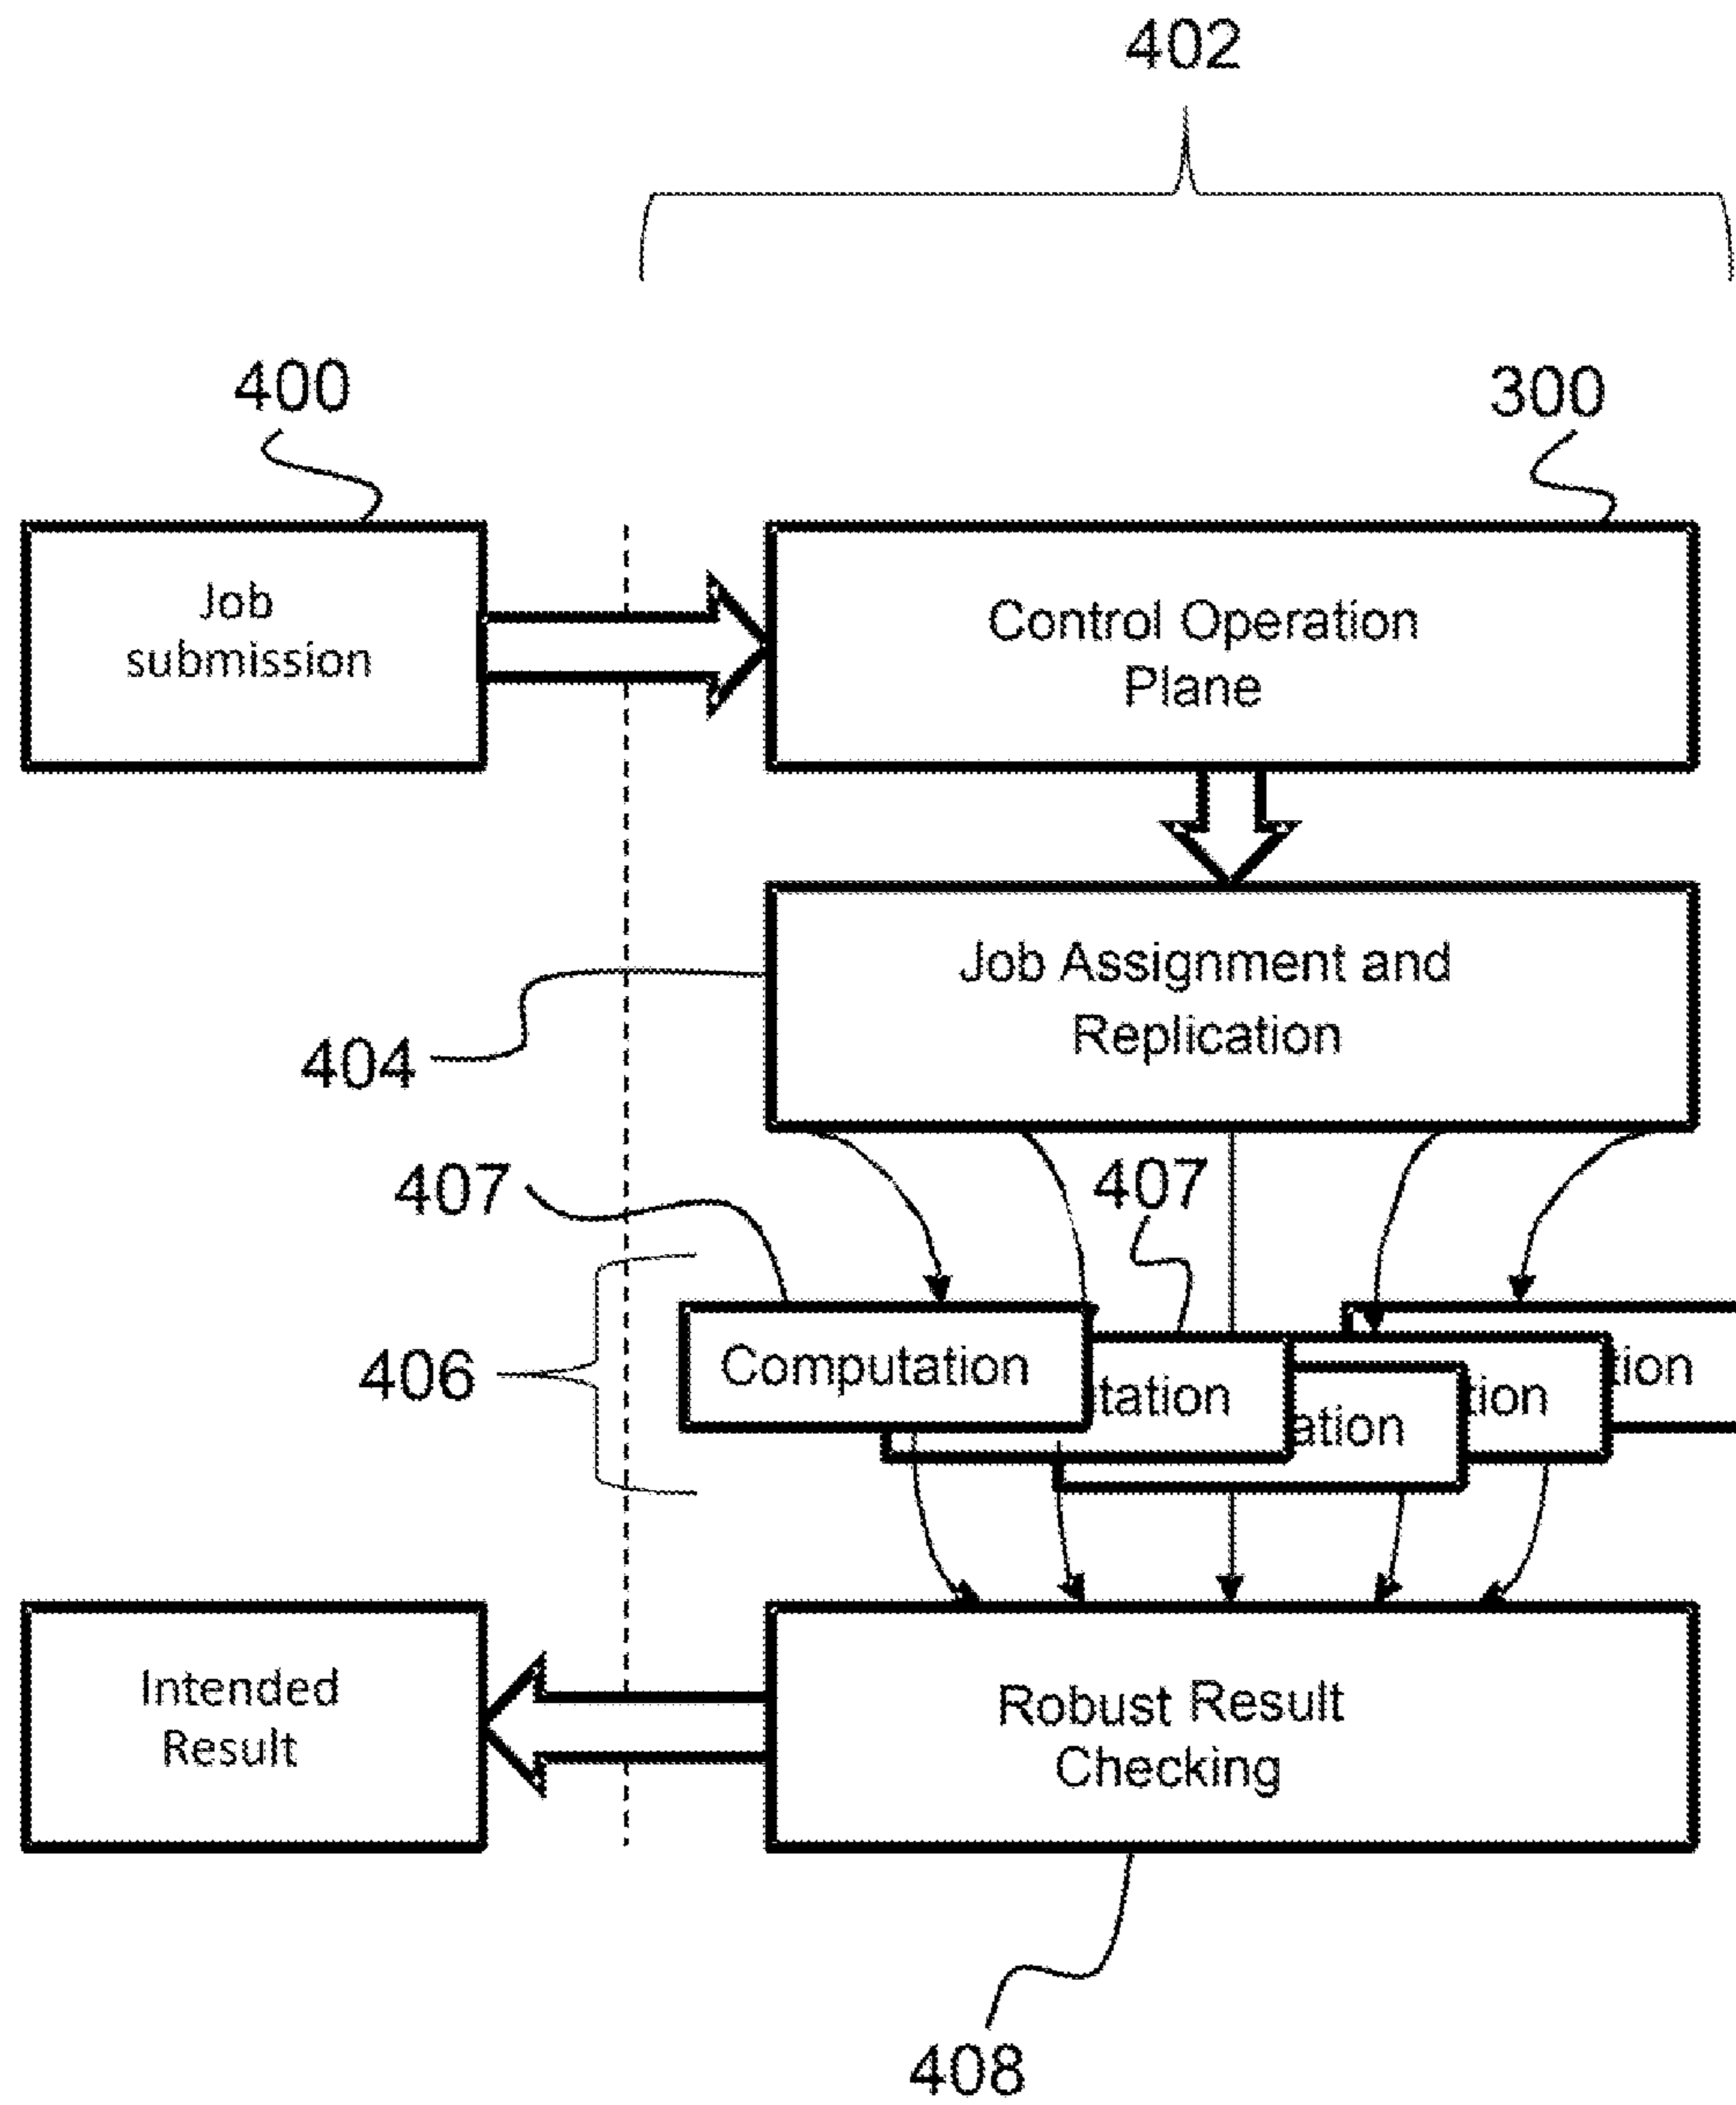 402
400
300
Job
submission
Control Operation
Plane
Job Assignment and
Replication
404
407
407
406
Computation
tation
ation
tion
tion
Intended
Result
Robust Result
Checking
408